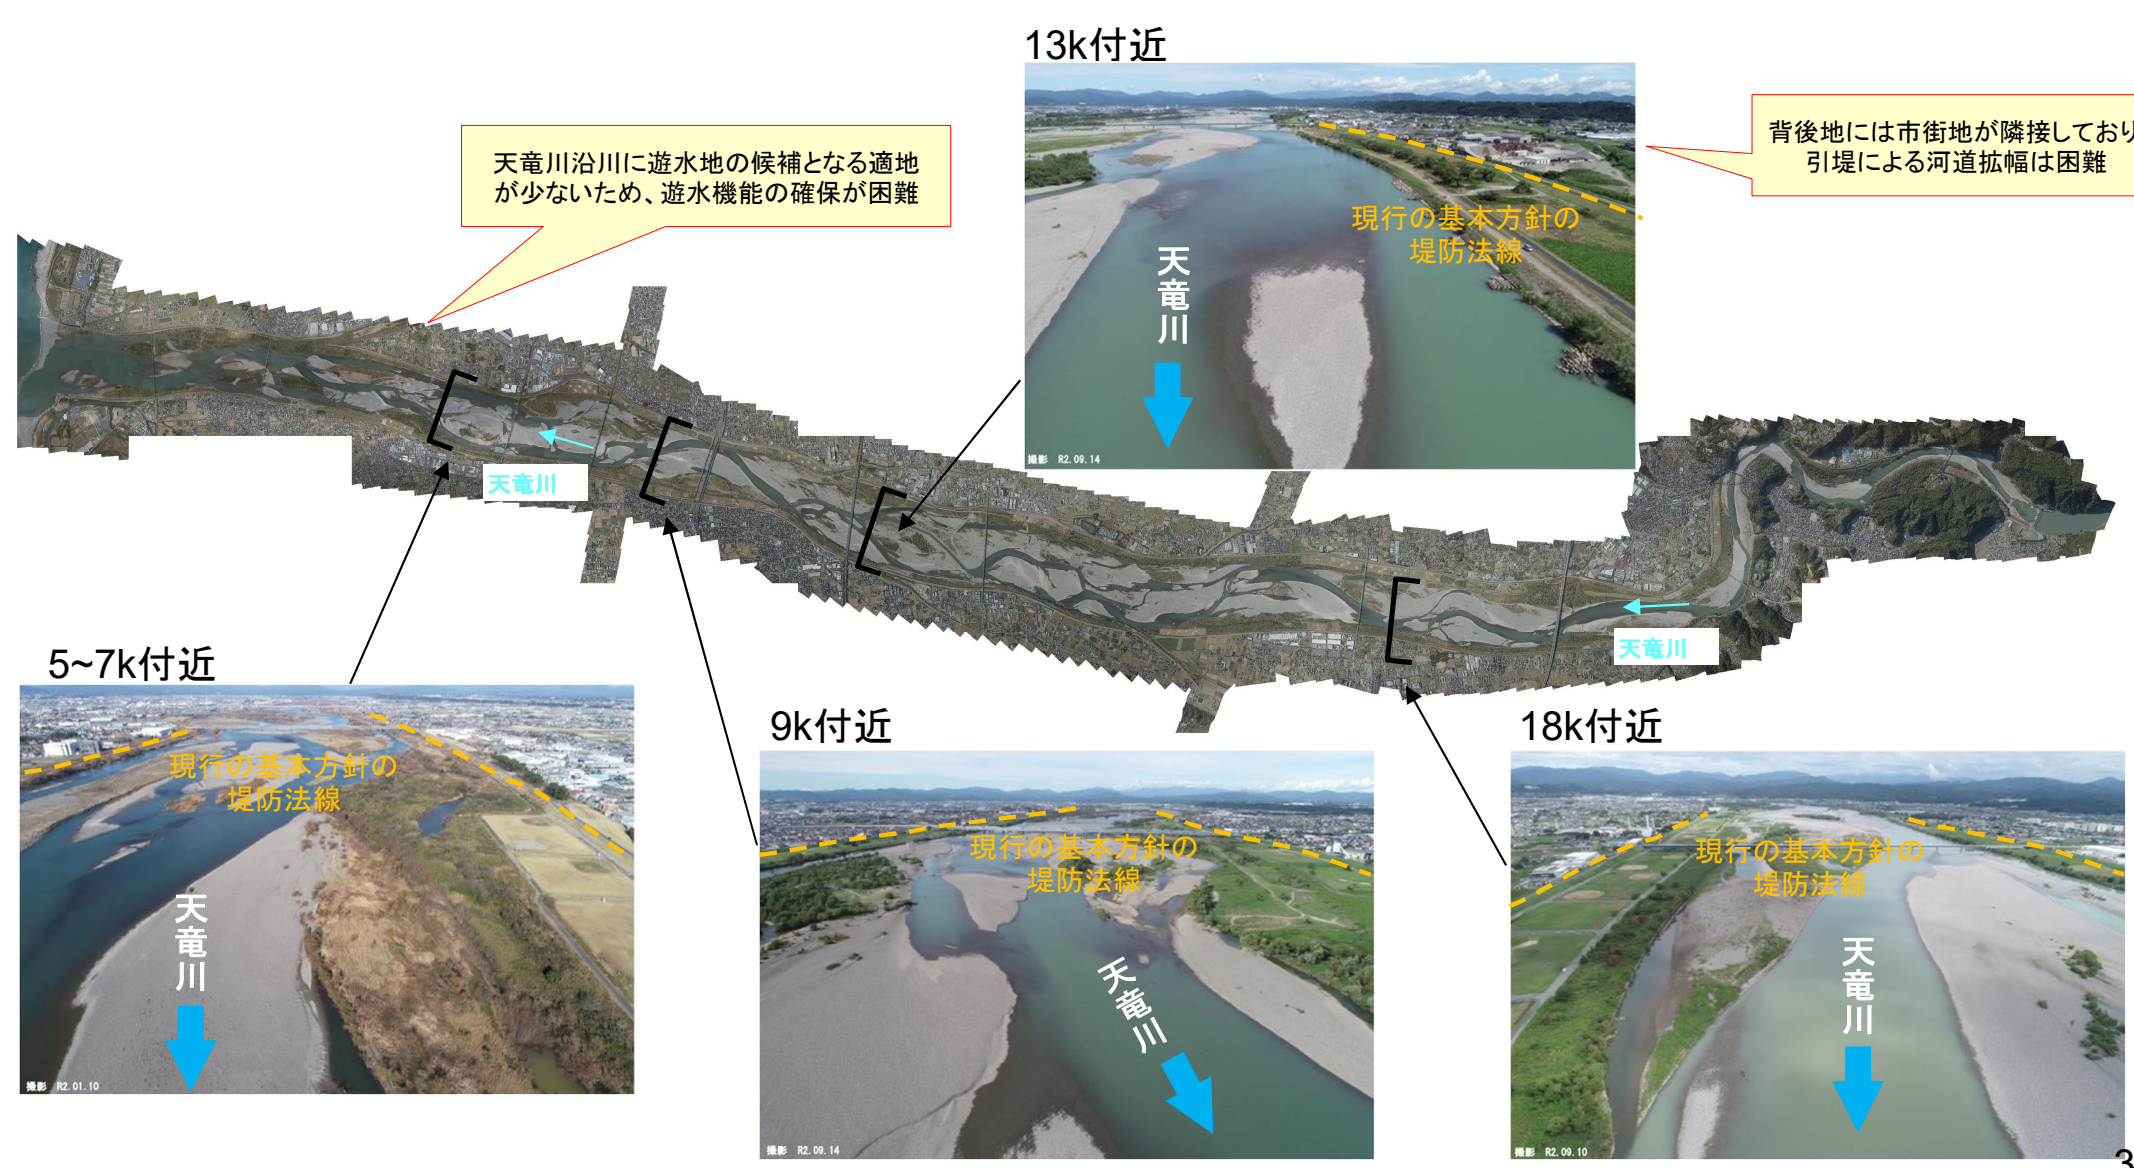 13k付近
天竜川沿川に遊水地の候補となる適地
が少ないため、遊水機能の確保が困難
背後地には市街地が隣接しており
引堤による河道拡幅は困難
現行の基本方針の
堤防法線
天竜川
撮影 R2.09.14
天竜川
天竜川
5~7k付近
現行の基本方針の
堤防法線
天竜川
撮影 R2.01.10
9k付近
現行の基本方針の
堤防法線
天竜川
撮影 R2.09.14
18k付近
現行の基本方針の
堤防法線
天竜川
撮影 R2.09.10
3